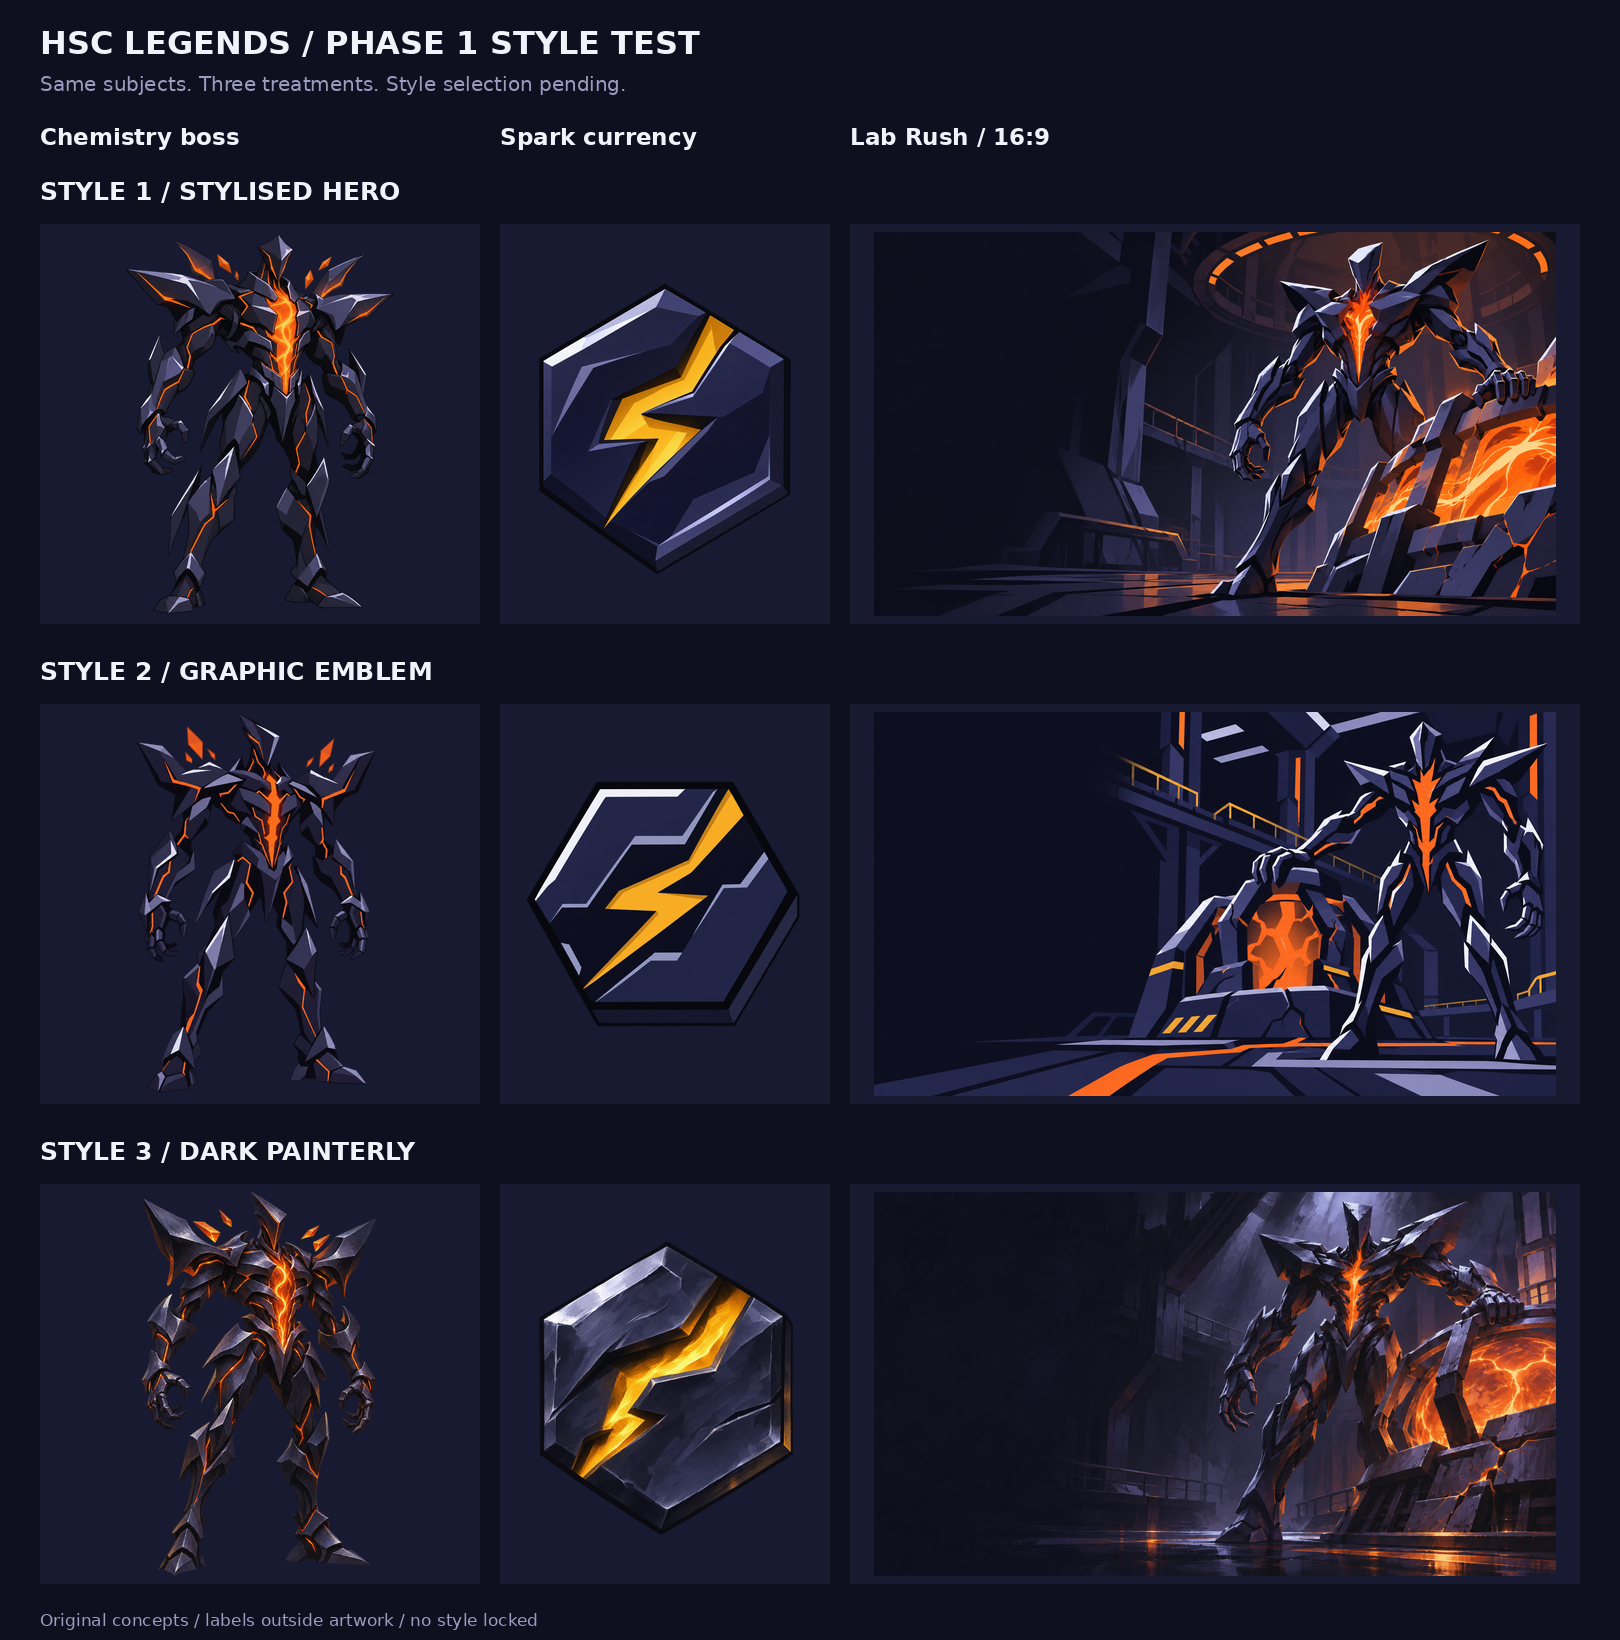 HSC LEGENDS / PHASE 1 STYLE TEST
Same subjects. Three treatments. Style selection pending.
Chemistry boss
Spark currency
Lab Rush / 16:9
STYLE 1 / STYLISED HERO
STYLE 2 / GRAPHIC EMBLEM
STYLE 3 / DARK PAINTERLY
Original concepts / labels outside artwork / no style locked